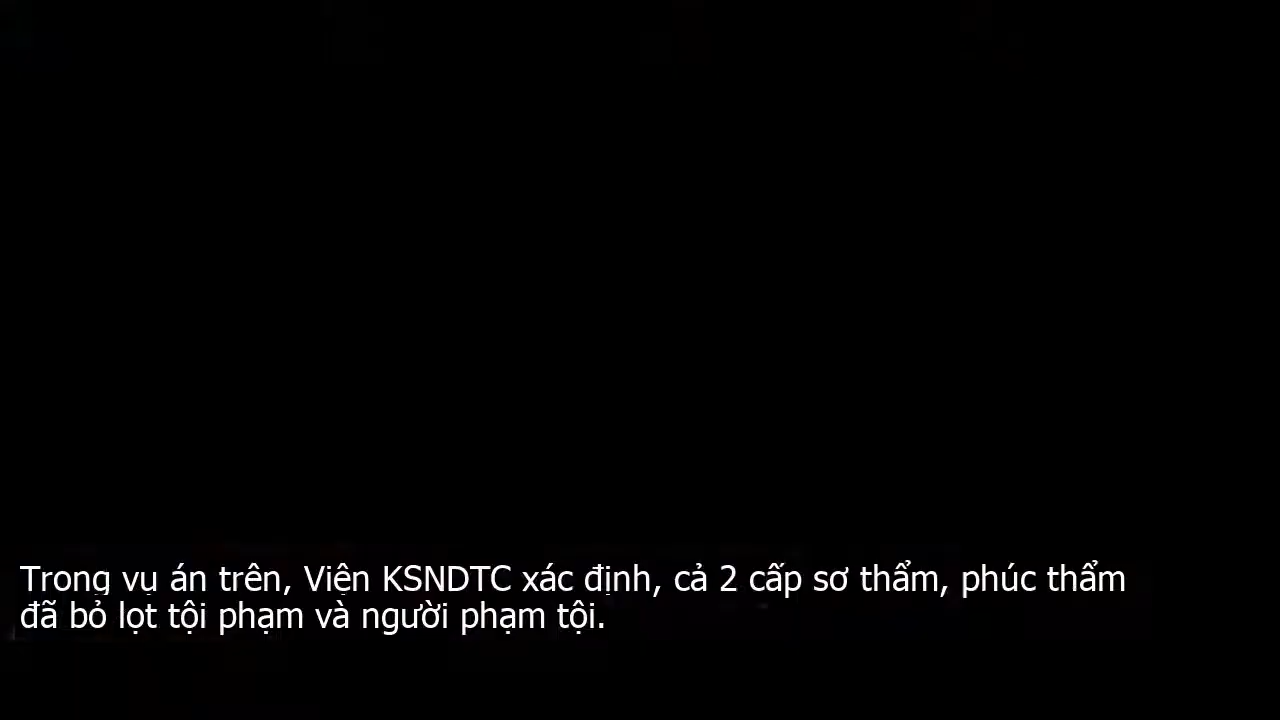 Trong vụ án trên, Viện KSNDTC xác định, cả 2 cấp sơ thẩm, phúc thẩm
đã bỏ lọt tội phạm và người phạm tội.